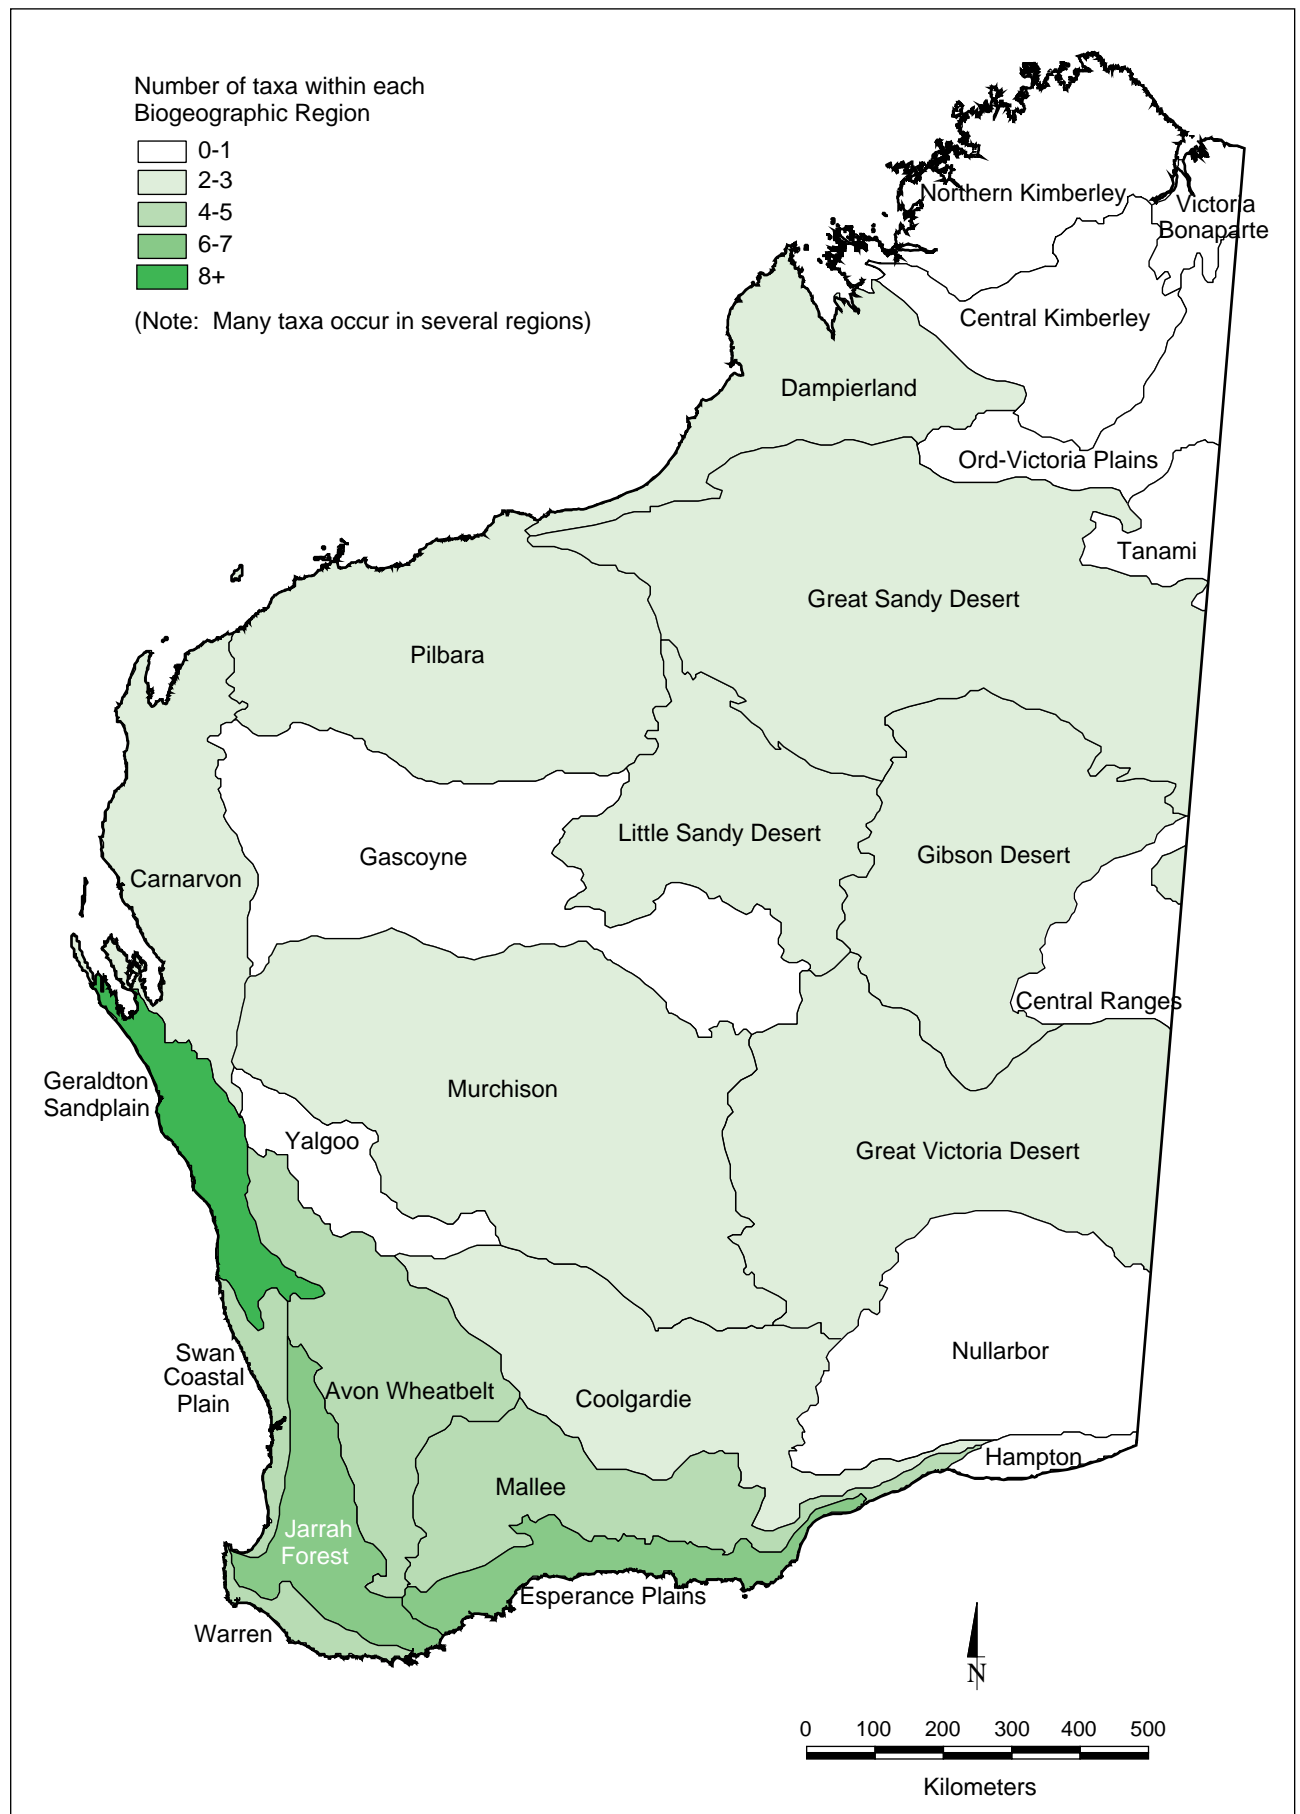 Number of taxa within each
Biogeographic Region
0-1
2-3
4-5
6-7
8+
(Note: Many taxa occur in several regions)
Northern Kimberley
Victoria
Bonaparte
Central Kimberley
Dampierland
Ord-Victoria Plains
Tanami
Great Sandy Desert
Pilbara
Little Sandy Desert
Gibson Desert
Gascoyne
Carnarvon
Central Ranges
Geraldton
Sandplain
Murchison
Yalgoo
Great Victoria Desert
Nullarbor
Swan
Coastal
Plain
Avon Wheatbelt
Coolgardie
Hampton
Mallee
Jarrah
Forest
Esperance Plains
Warren
N
0 100 200 300 400 500
Kilometers